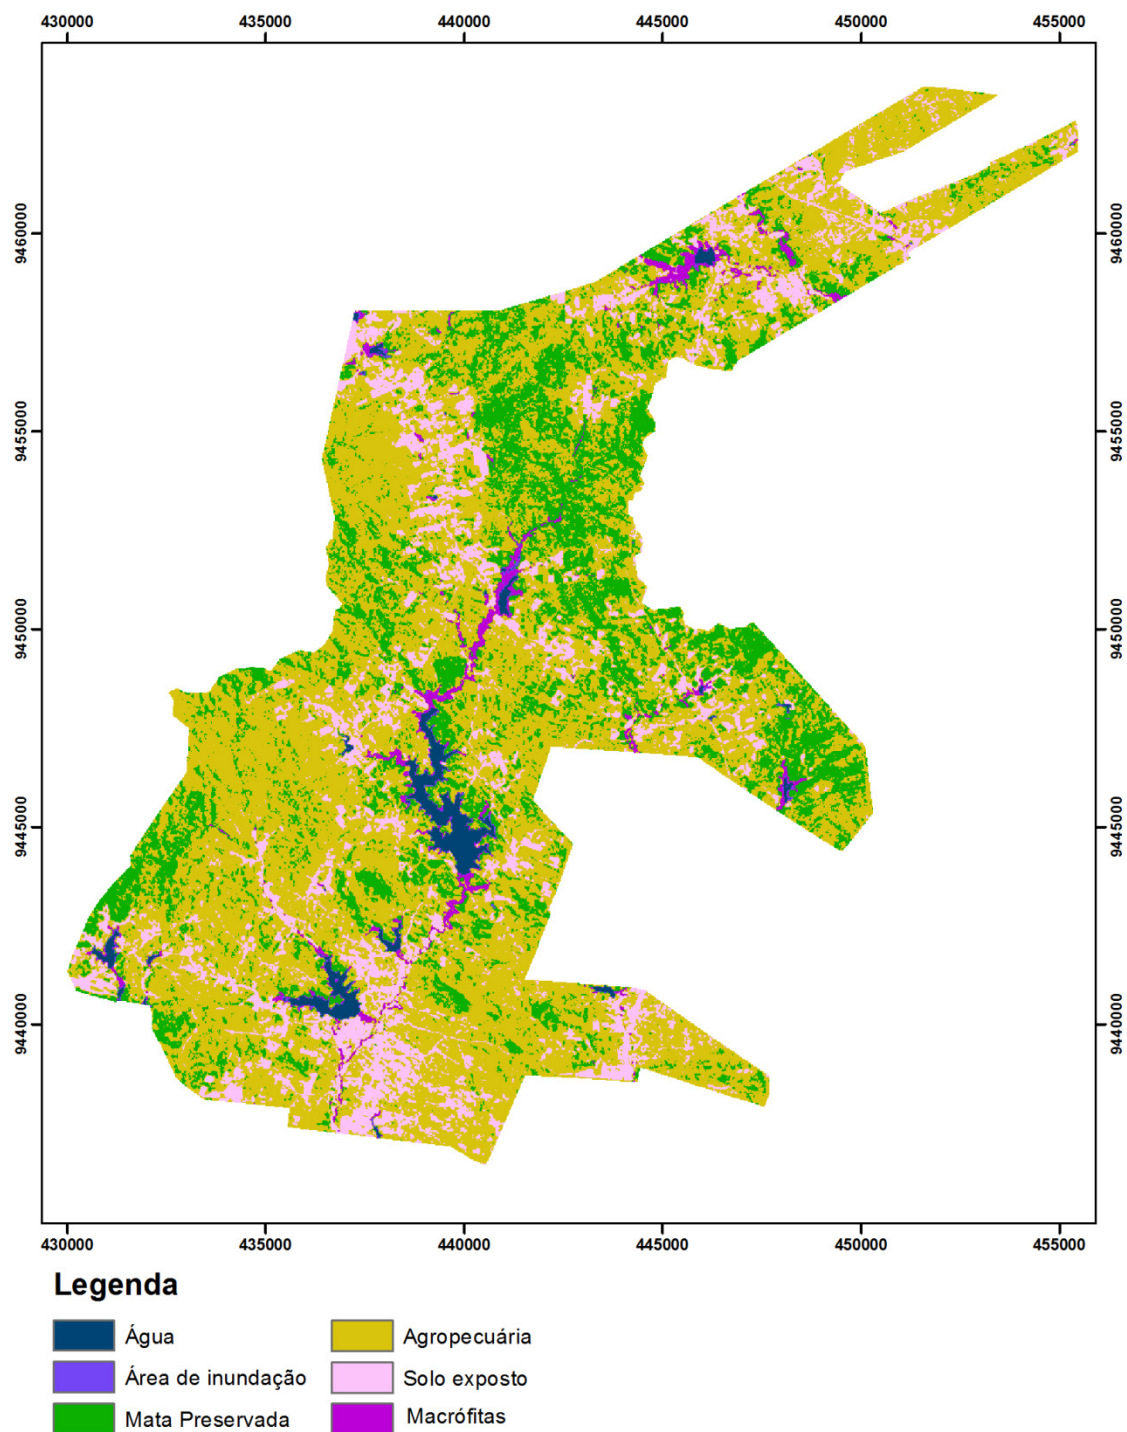 430000 435000 440000 445000 450000 455000
9460000 9460000
9455000 9455000
9450000 9450000
9445000 9445000
9440000 9440000
430000 435000 440000 445000 450000 455000
Legenda
Água Agropecuária
Área de inundação Solo exposto
Mata Preservada Macrófitas